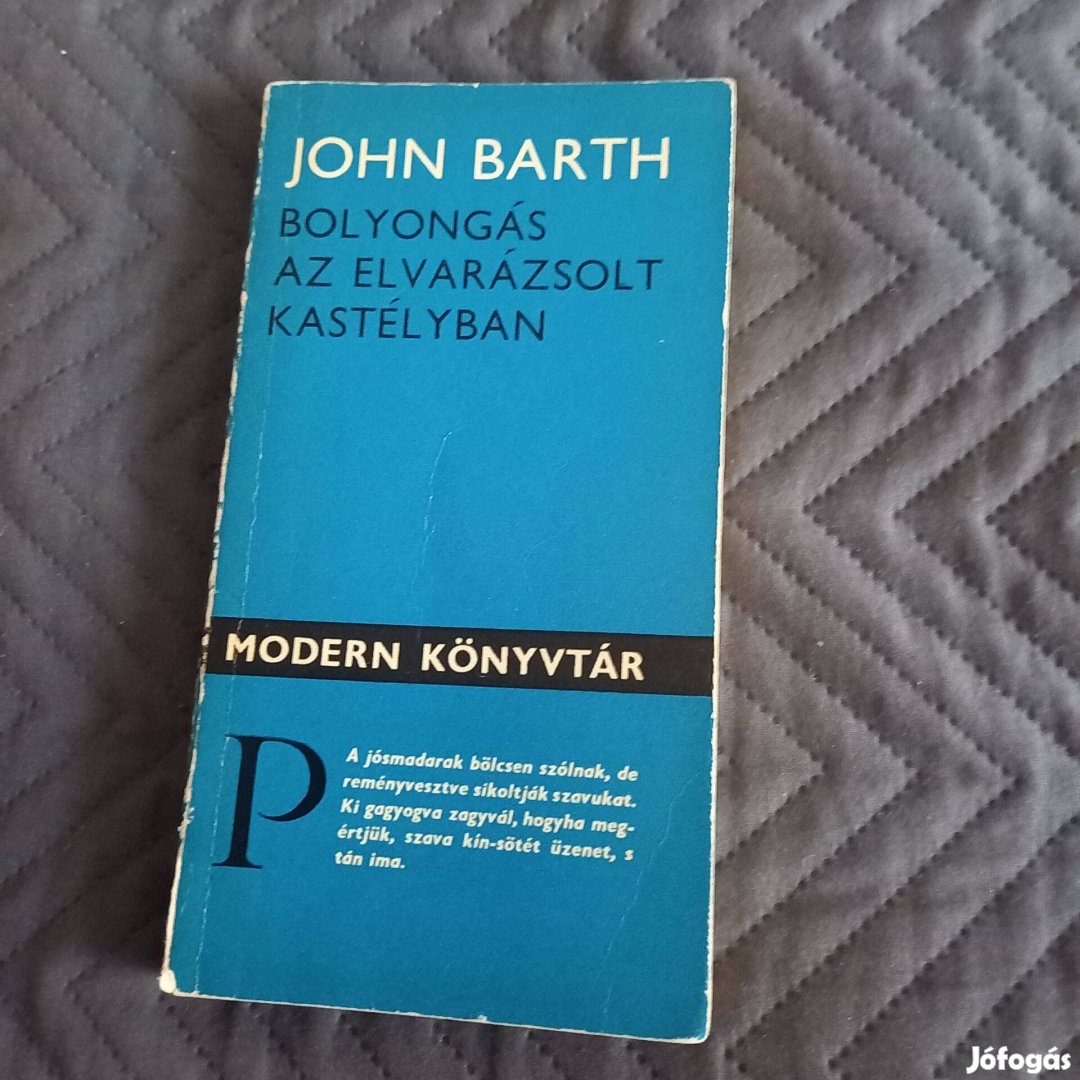 JOHN BARTH
BOLYONGÁS
AZ ELVARÁZSOLT
KASTÉLYBAN
MODERN KÖNYVTÁR
P
A jósmadarak bölcsen szólnak, de
reményvesztve sikoltják szavukat.
Ki gagyogva zagyvál, hogyha meg-
értjük, szava kín-sötét üzenet, s
tán ima.
Jófogás